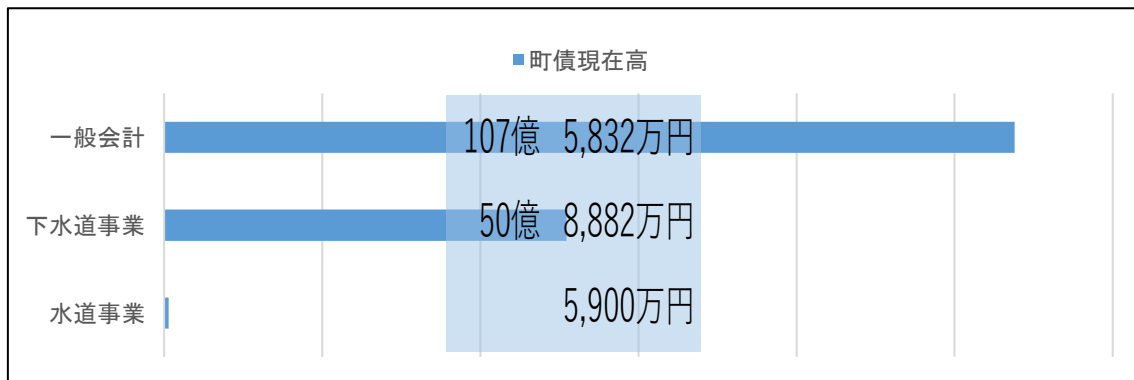 町債現在高
一般会計 107億 5,832万円
下水道事業 50億 8,882万円
水道事業 5,900万円